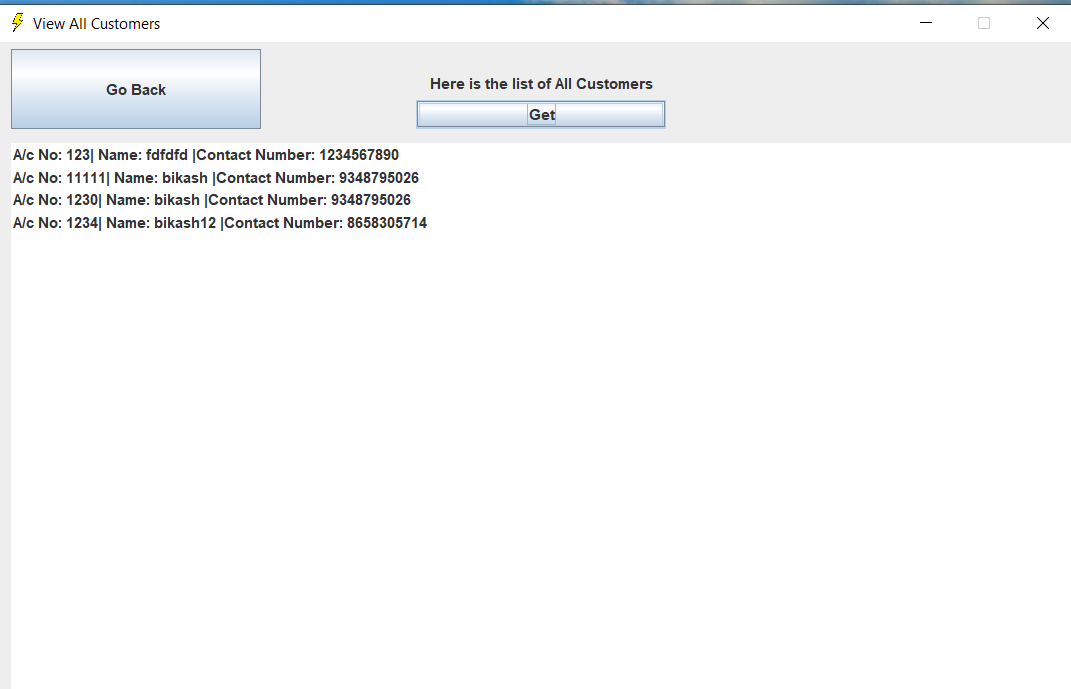 View All Customers
Go Back
Here is the list of All Customers
Get
A/c No: 123| Name: fdfdfd |Contact Number: 1234567890
A/c No: 11111| Name: bikash |Contact Number: 9348795026
A/c No: 1230| Name: bikash |Contact Number: 9348795026
A/c No: 1234| Name: bikash12 |Contact Number: 8658305714